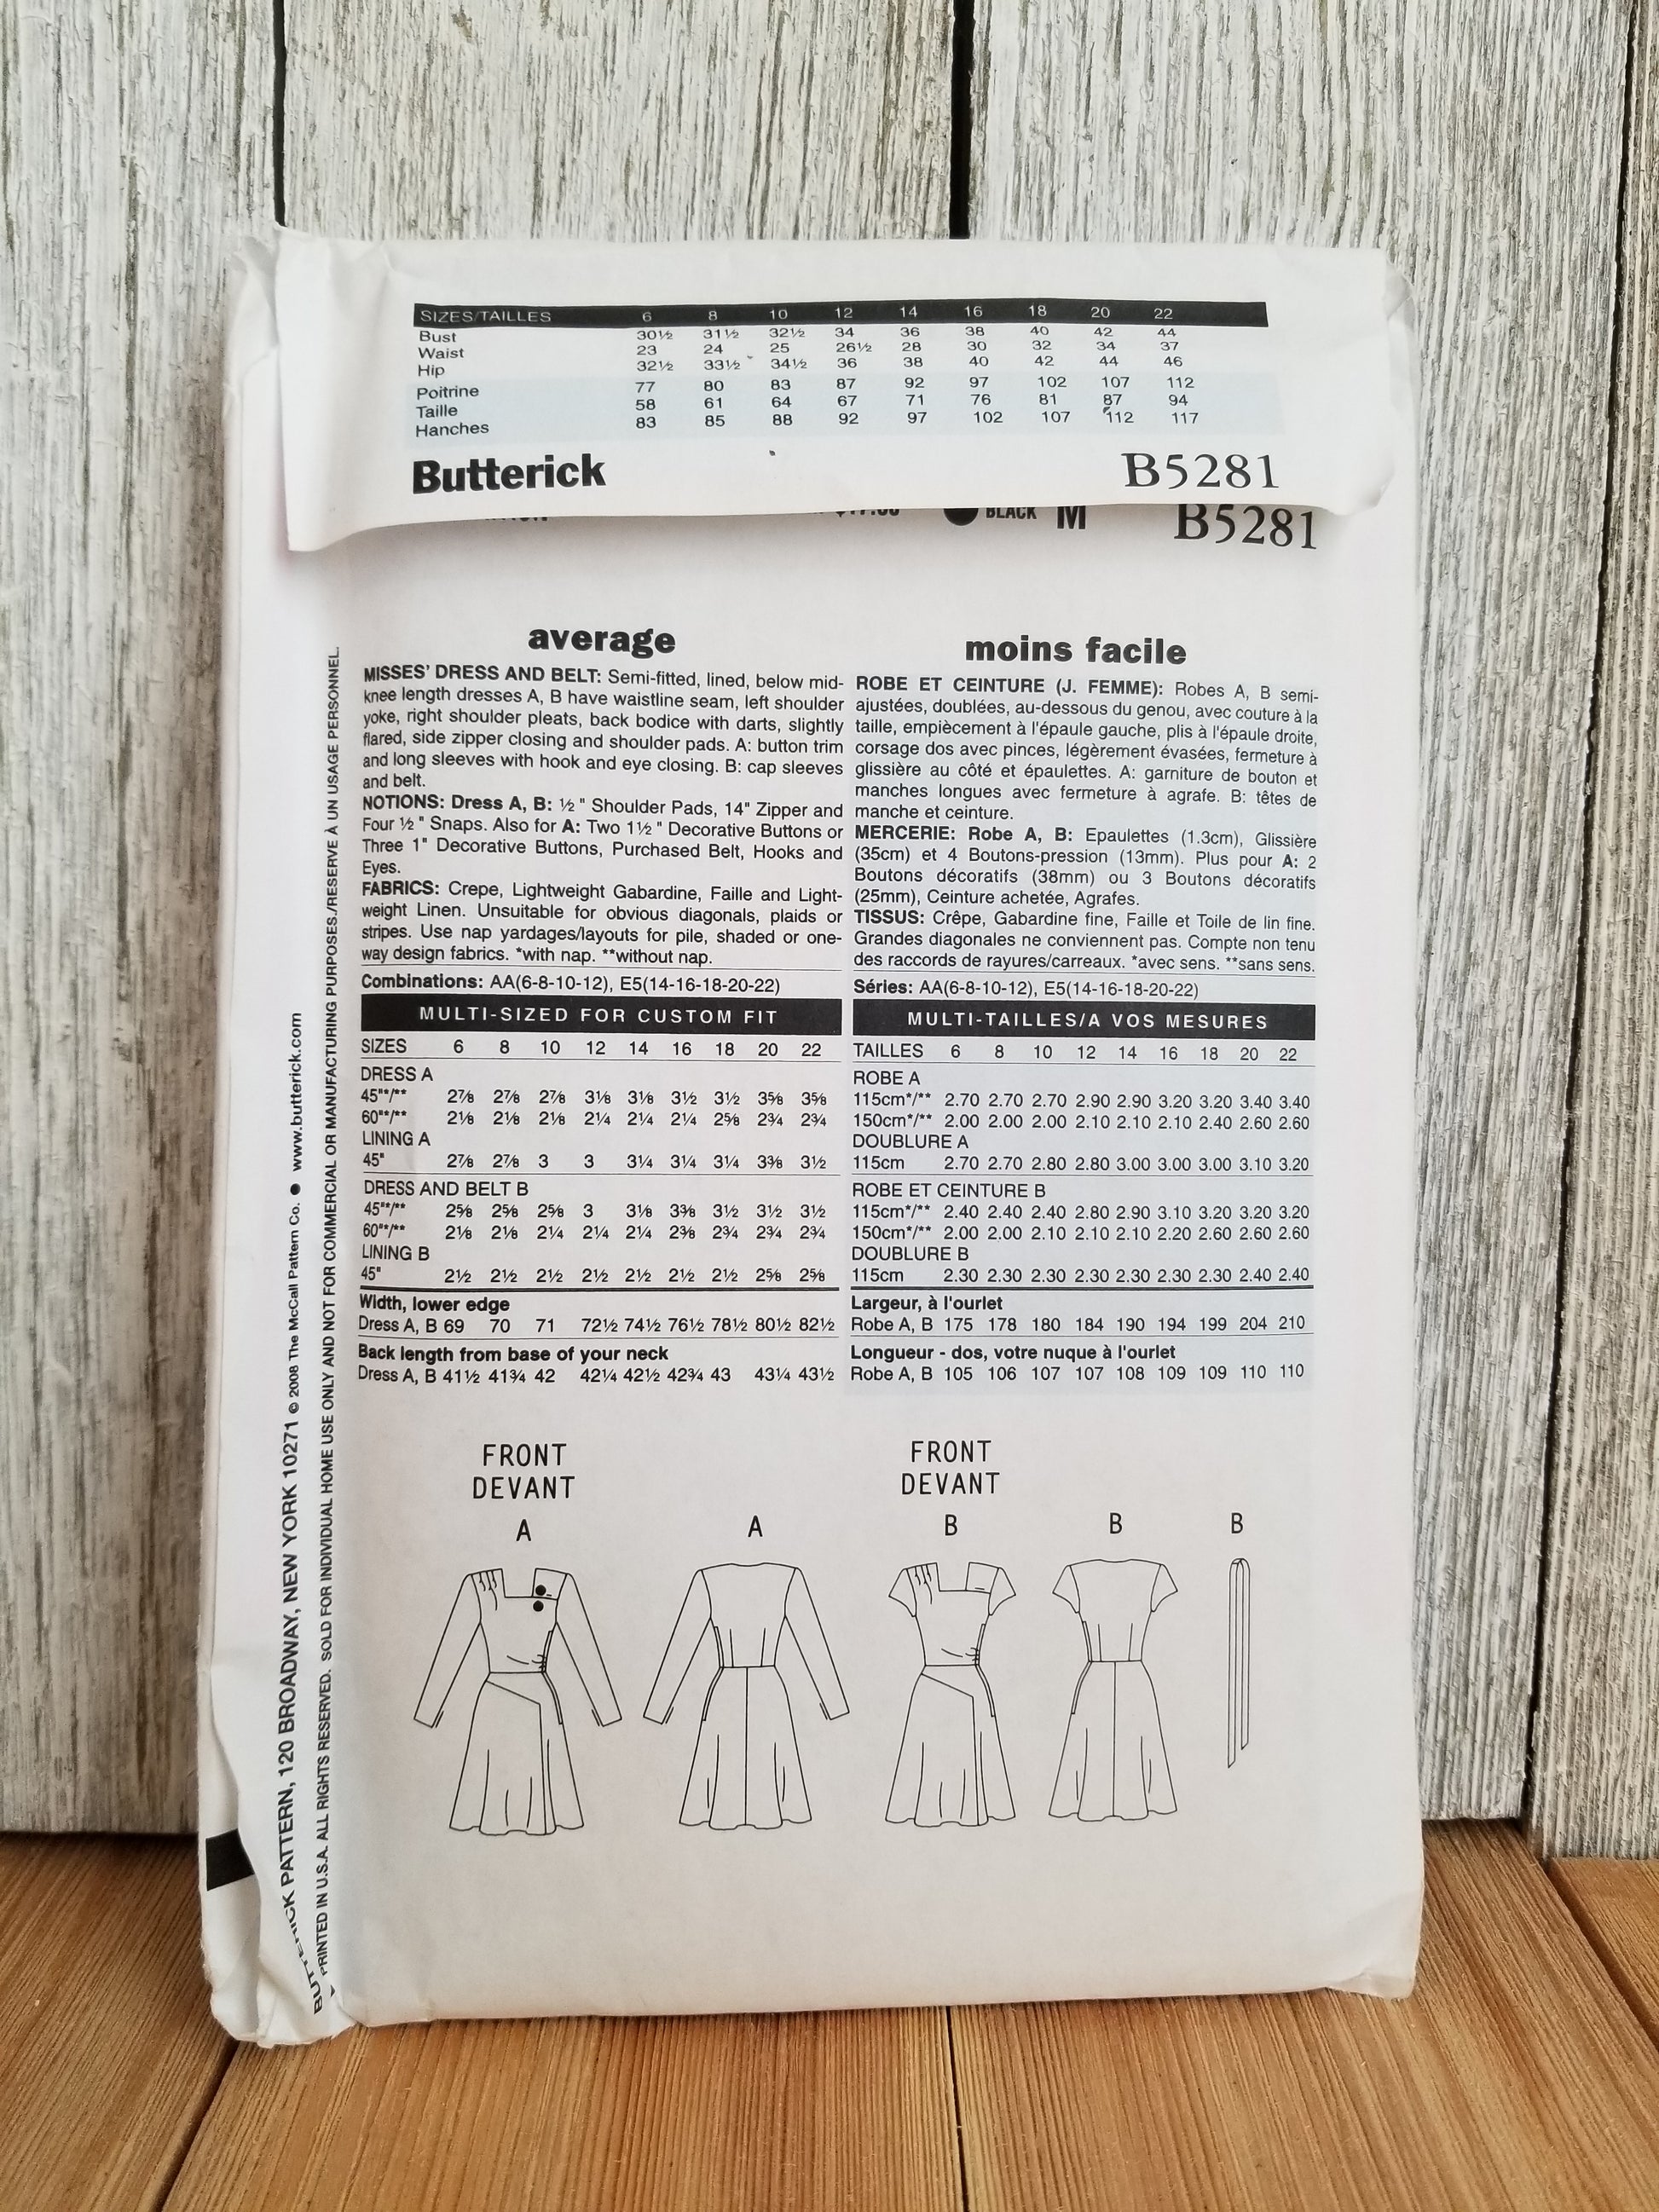 SIZES/TAILLES 6 8 10 12 14 16 18 20 22
Bust 30½ 31½ 32½ 34 36 38 40 42 44
Waist 23 24 25 26½ 28 30 32 34 37
Hip 32½ 33½ 34½ 36 38 40 42 44 46
Poitrine 77 80 83 87 92 97 102 107 112
Taille 58 61 64 67 71 76 81 87 94
Hanches 83 85 88 92 97 102 107 112 117
Butterick B5281
BLACK M B5281
average
MISSES' DRESS AND BELT: Semi-fitted, lined, below mid-
knee length dresses A, B have waistline seam, left shoulder
yoke, right shoulder pleats, back bodice with darts, slightly
flared, side zipper closing and shoulder pads. A: button trim
and long sleeves with hook and eye closing. B: cap sleeves
and belt.
NOTIONS: Dress A, B: ½" Shoulder Pads, 14" Zipper and
Four ½" Snaps. Also for A: Two 1½" Decorative Buttons or
Three 1" Decorative Buttons, Purchased Belt, Hooks and
Eyes.
FABRICS: Crepe, Lightweight Gabardine, Faille and Light-
weight Linen. Unsuitable for obvious diagonals, plaids or
stripes. Use nap yardages/layouts for pile, shaded or one-
way design fabrics. *with nap. **without nap.
Combinations: AA(6-8-10-12), E5(14-16-18-20-22)
MULTI-SIZED FOR CUSTOM FIT
SIZES 6 8 10 12 14 16 18 20 22
DRESS A
45"*/** 2⅞ 2⅞ 2⅞ 3⅛ 3⅛ 3½ 3½ 3⅝ 3⅝
60"*/** 2⅛ 2⅛ 2⅛ 2¼ 2¼ 2¼ 2⅝ 2¾ 2¾
LINING A
45" 2⅞ 2⅞ 3 3 3¼ 3¼ 3¼ 3⅜ 3½
DRESS AND BELT B
45"*/** 2⅝ 2⅝ 2⅝ 3 3⅛ 3⅜ 3½ 3½ 3½
60"*/** 2⅛ 2⅛ 2¼ 2¼ 2¼ 2⅜ 2¾ 2¾ 2¾
LINING B
45" 2½ 2½ 2½ 2½ 2½ 2½ 2½ 2⅝ 2⅝
Width, lower edge
Dress A, B 69 70 71 72½ 74½ 76½ 78½ 80½ 82½
Back length from base of your neck
Dress A, B 41½ 41¾ 42 42¼ 42½ 42¾ 43 43¼ 43½
moins facile
ROBE ET CEINTURE (J. FEMME): Robes A, B semi-
ajustées, doublées, au-dessous du genou, avec couture à la
taille, empiècement à l'épaule gauche, plis à l'épaule droite,
corsage dos avec pinces, légèrement évasées, fermeture à
glissière au côté et épaulettes. A: garniture de bouton et
manches longues avec fermeture à agrafe. B: têtes de
manche et ceinture.
MERCERIE: Robe A, B: Epaulettes (1.3cm), Glissière
(35cm) et 4 Boutons-pression (13mm). Plus pour A: 2
Boutons décoratifs (38mm) ou 3 Boutons décoratifs
(25mm), Ceinture achetée, Agrafes.
TISSUS: Crêpe, Gabardine fine, Faille et Toile de lin fine.
Grandes diagonales ne conviennent pas. Compte non tenu
des raccords de rayures/carreaux. *avec sens. **sans sens.
Séries: AA(6-8-10-12), E5(14-16-18-20-22)
MULTI-TAILLES/A VOS MESURES
TAILLES 6 8 10 12 14 16 18 20 22
ROBE A
115cm*/** 2.70 2.70 2.70 2.90 2.90 3.20 3.20 3.40 3.40
150cm*/** 2.00 2.00 2.00 2.10 2.10 2.10 2.40 2.60 2.60
DOUBLURE A
115cm 2.70 2.70 2.80 2.80 3.00 3.00 3.00 3.10 3.20
ROBE ET CEINTURE B
115cm*/** 2.40 2.40 2.40 2.80 2.90 3.10 3.20 3.20 3.20
150cm*/** 2.00 2.00 2.10 2.10 2.10 2.20 2.60 2.60 2.60
DOUBLURE B
115cm 2.30 2.30 2.30 2.30 2.30 2.30 2.30 2.40 2.40
Largeur, à l'ourlet
Robe A, B 175 178 180 184 190 194 199 204 210
Longueur - dos, votre nuque à l'ourlet
Robe A, B 105 106 107 107 108 109 109 110 110
FRONT
DEVANT
A A
FRONT
DEVANT
B B B
BUTTERICK PATTERN, 120 BROADWAY, NEW YORK 10271 © 2008 The McCall Pattern Co. ● www.butterick.com
PRINTED IN U.S.A. ALL RIGHTS RESERVED. SOLD FOR INDIVIDUAL HOME USE ONLY AND NOT FOR COMMERCIAL OR MANUFACTURING PURPOSES./RESERVÉ À UN USAGE PERSONNEL.